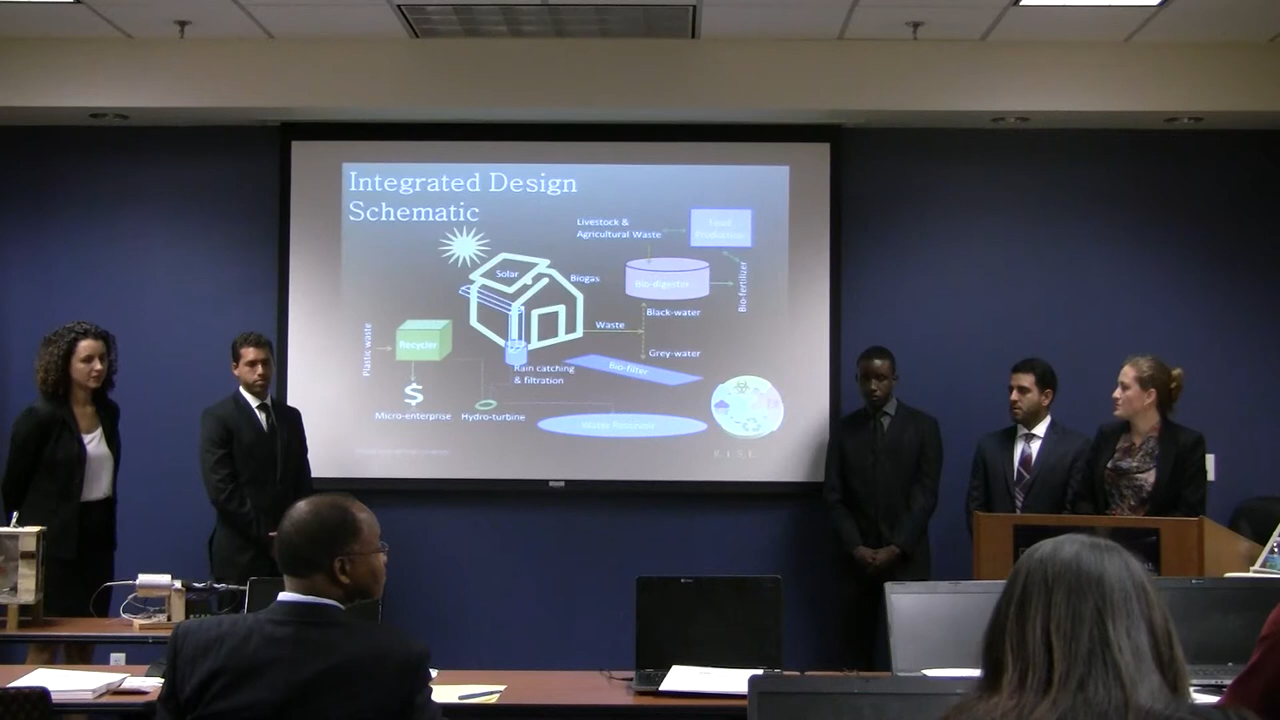 Integrated Design
Schematic
Livestock &
Agricultural Waste
Food
Production
Solar
Biogas
Bio-digester
Bio-fertilizer
Black-water
Waste
Plastic waste
Recycler
Grey-water
Rain catching
& filtration
Bio-filter
$
Micro-enterprise
Hydro-turbine
Water Resource
R.I.S.E.